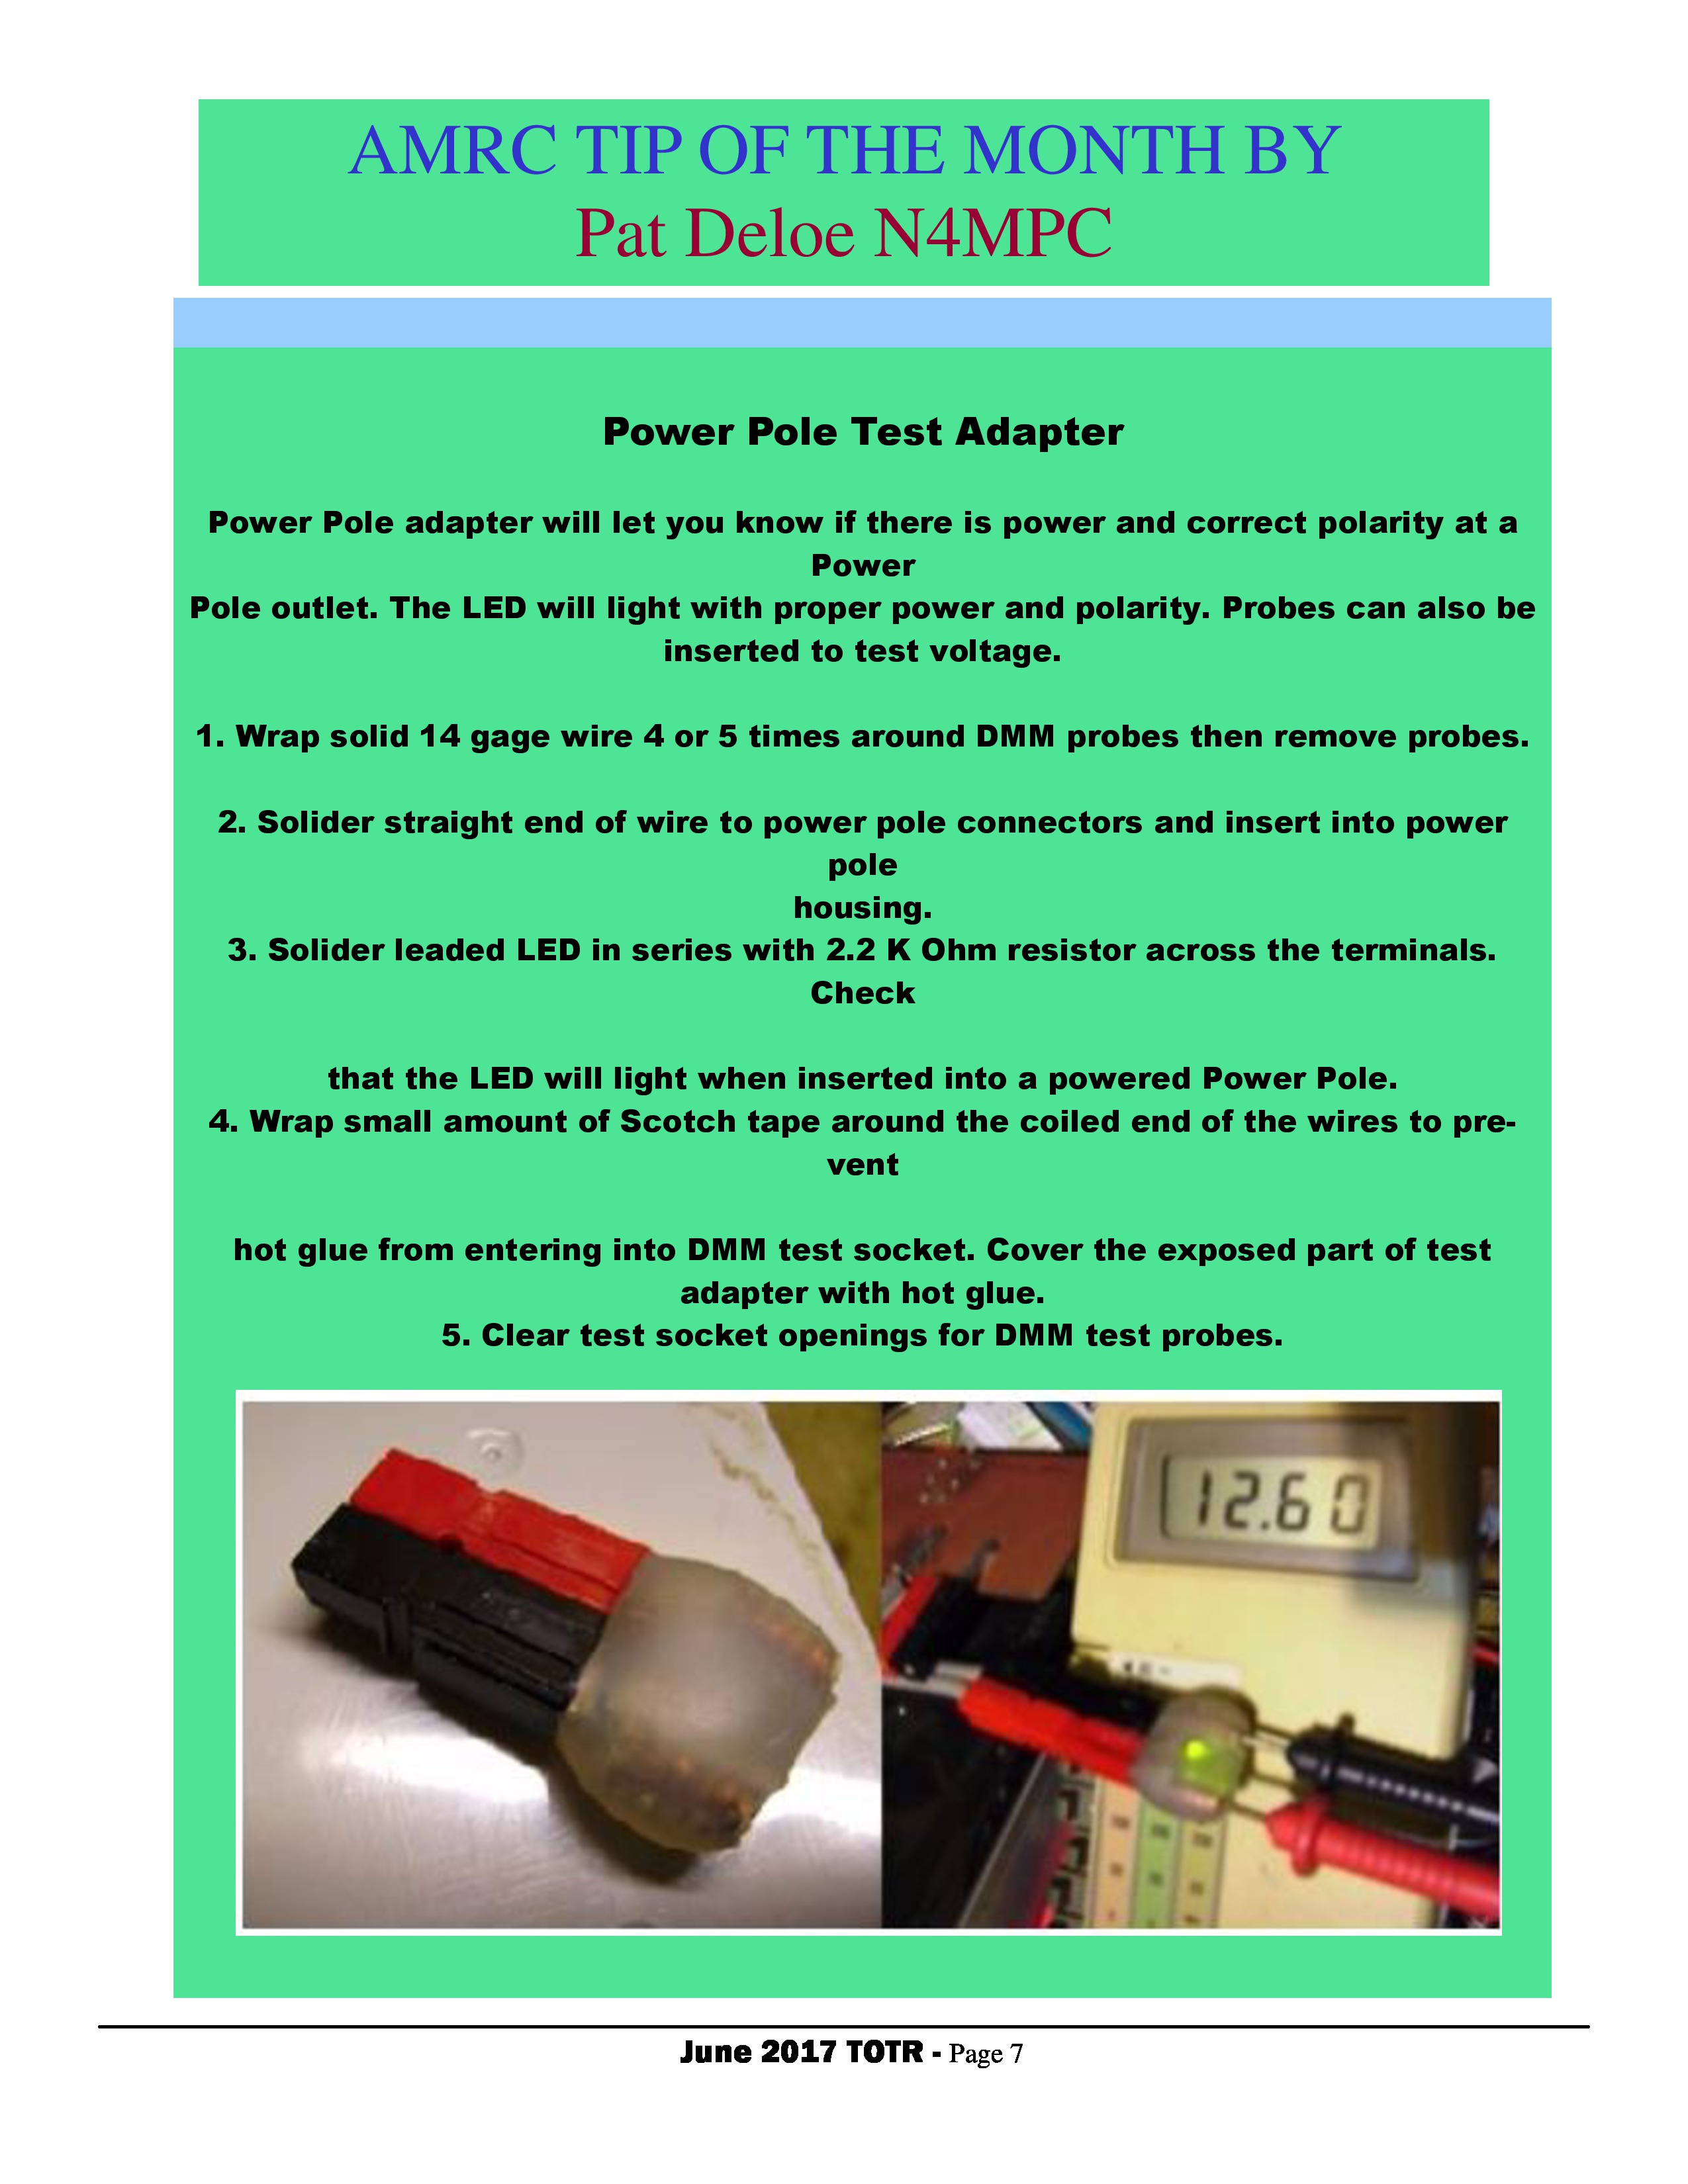 AMRC TIP OF THE MONTH BY
Pat Deloe N4MPC
Power Pole Test Adapter
Power Pole adapter will let you know if there is power and correct polarity at a
Power
Pole outlet. The LED will light with proper power and polarity. Probes can also be
inserted to test voltage.
1. Wrap solid 14 gage wire 4 or 5 times around DMM probes then remove probes.
2. Solider straight end of wire to power pole connectors and insert into power
pole
housing.
3. Solider leaded LED in series with 2.2 K Ohm resistor across the terminals.
Check
that the LED will light when inserted into a powered Power Pole.
4. Wrap small amount of Scotch tape around the coiled end of the wires to pre-
vent
hot glue from entering into DMM test socket. Cover the exposed part of test
adapter with hot glue.
5. Clear test socket openings for DMM test probes.
12.60
June 2017 TOTR - Page 7